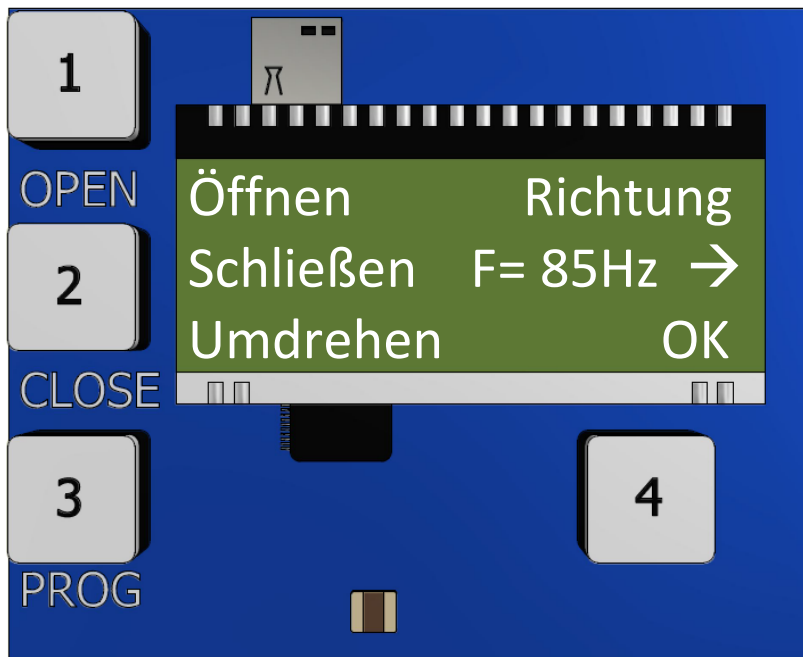 1
OPEN
Öffnen Richtung
2
Schließen F= 85Hz →
Umdrehen OK
CLOSE
3
4
PROG